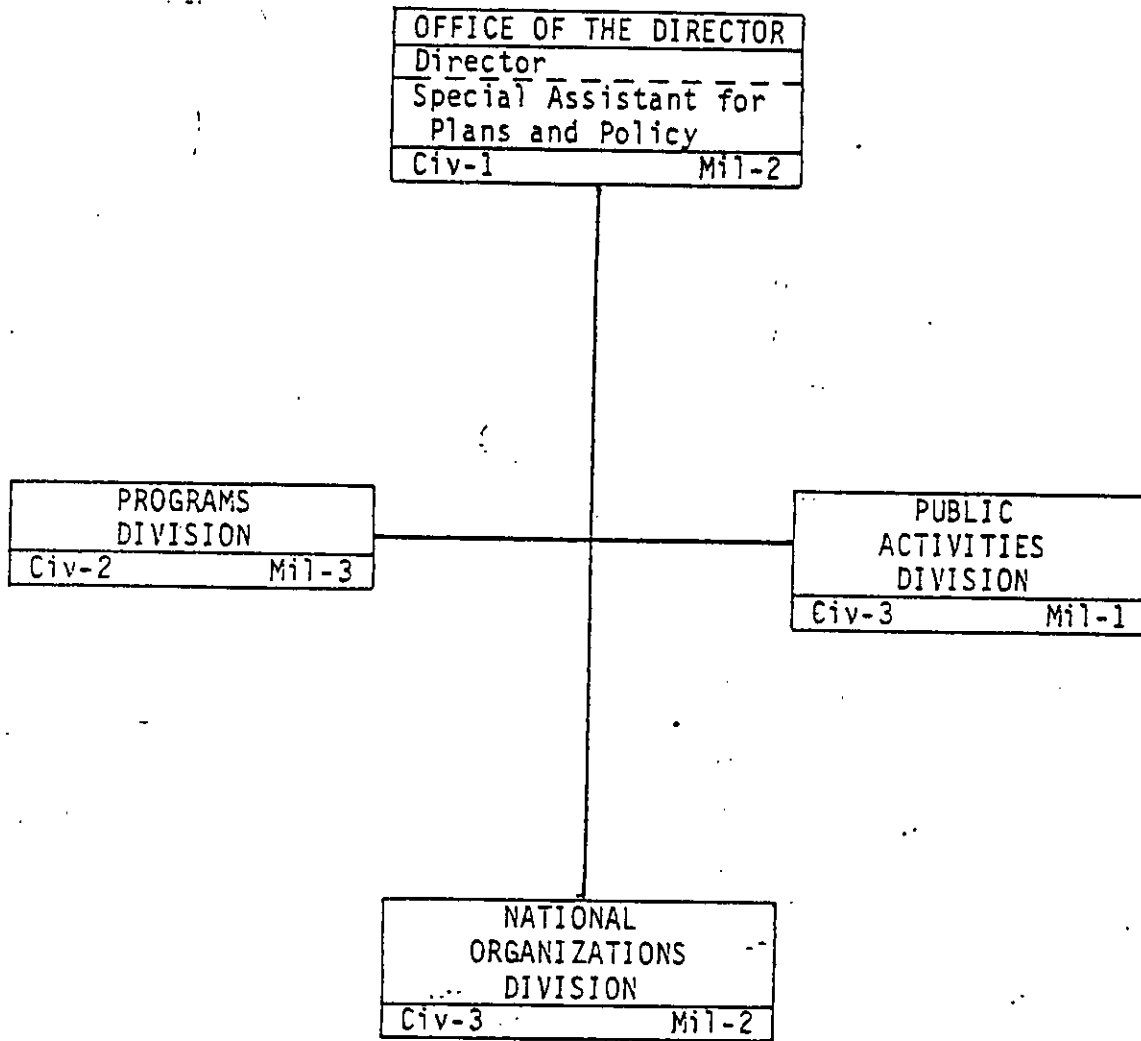 OFFICE OF THE DIRECTOR
Director
Special Assistant for
Plans and Policy
Civ-1 Mil-2
PROGRAMS
DIVISION
Civ-2 Mil-3
PUBLIC
ACTIVITIES
DIVISION
Civ-3 Mil-1
NATIONAL
ORGANIZATIONS
DIVISION
Civ-3 Mil-2